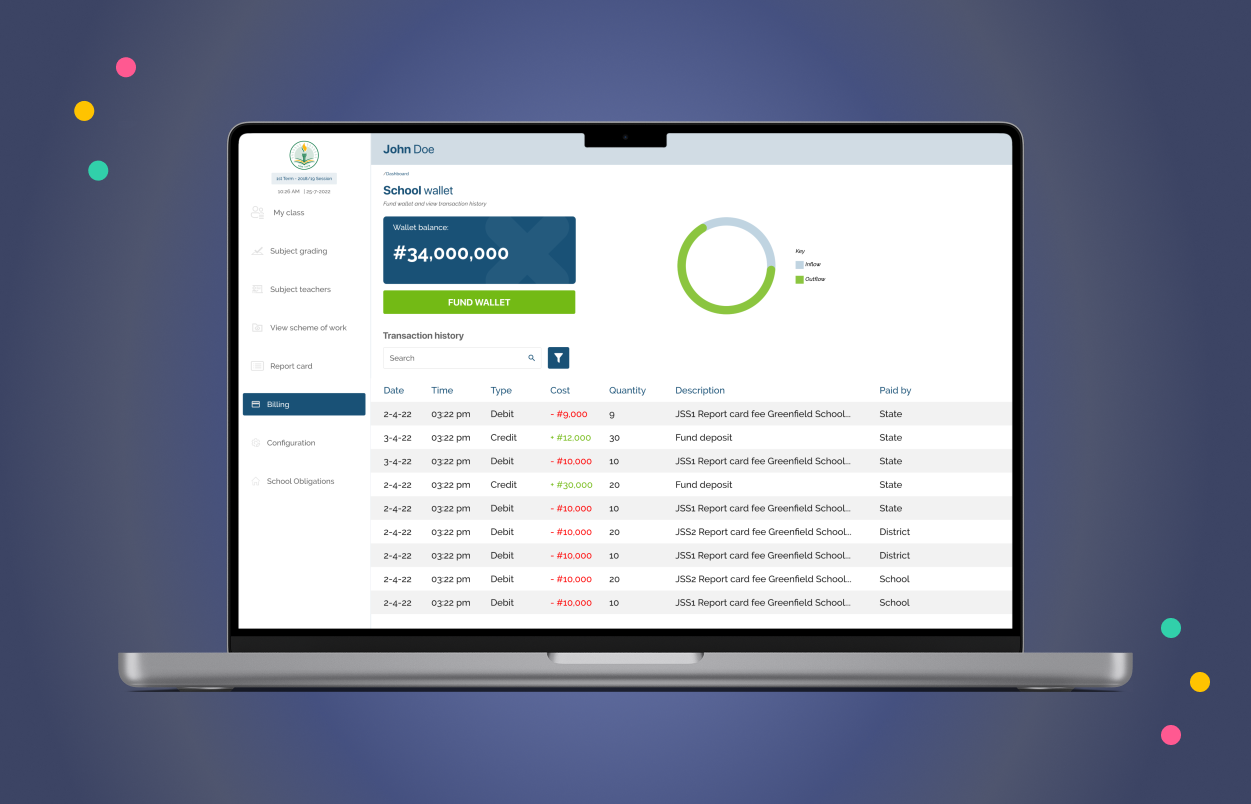 1st Term - 2018/19 Session
10:26 AM | 25-7-2022
My class
Subject grading
Subject teachers
View scheme of work
Report card
Billing
Configuration
School Obligations
John Doe
/Dashboard
School wallet
Fund wallet and view transaction history
Wallet balance:
#34,000,000
FUND WALLET
Key
Inflow
Outflow
Transaction history
Search
Date Time Type Cost Quantity Description Paid by
2-4-22 03:22 pm Debit - #9,000 9 JSS1 Report card fee Greenfield School... State
3-4-22 03:22 pm Credit + #12,000 30 Fund deposit State
3-4-22 03:22 pm Debit - #10,000 10 JSS1 Report card fee Greenfield School... State
2-4-22 03:22 pm Credit + #30,000 20 Fund deposit State
2-4-22 03:22 pm Debit - #10,000 10 JSS1 Report card fee Greenfield School... State
2-4-22 03:22 pm Debit - #10,000 20 JSS2 Report card fee Greenfield School... District
2-4-22 03:22 pm Debit - #10,000 10 JSS1 Report card fee Greenfield School... District
2-4-22 03:22 pm Debit - #10,000 20 JSS2 Report card fee Greenfield School... School
2-4-22 03:22 pm Debit - #10,000 10 JSS1 Report card fee Greenfield School... School